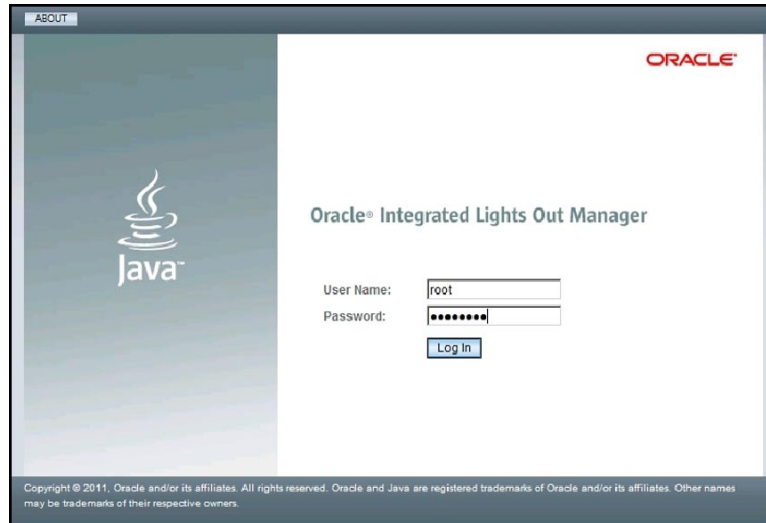 ABOUT
ORACLE
Java™
Oracle® Integrated Lights Out Manager
User Name: root
Password: ••••••••
Log In
Copyright © 2011, Oracle and/or its affiliates. All rights reserved. Oracle and Java are registered trademarks of Oracle and/or its affiliates. Other names
may be trademarks of their respective owners.